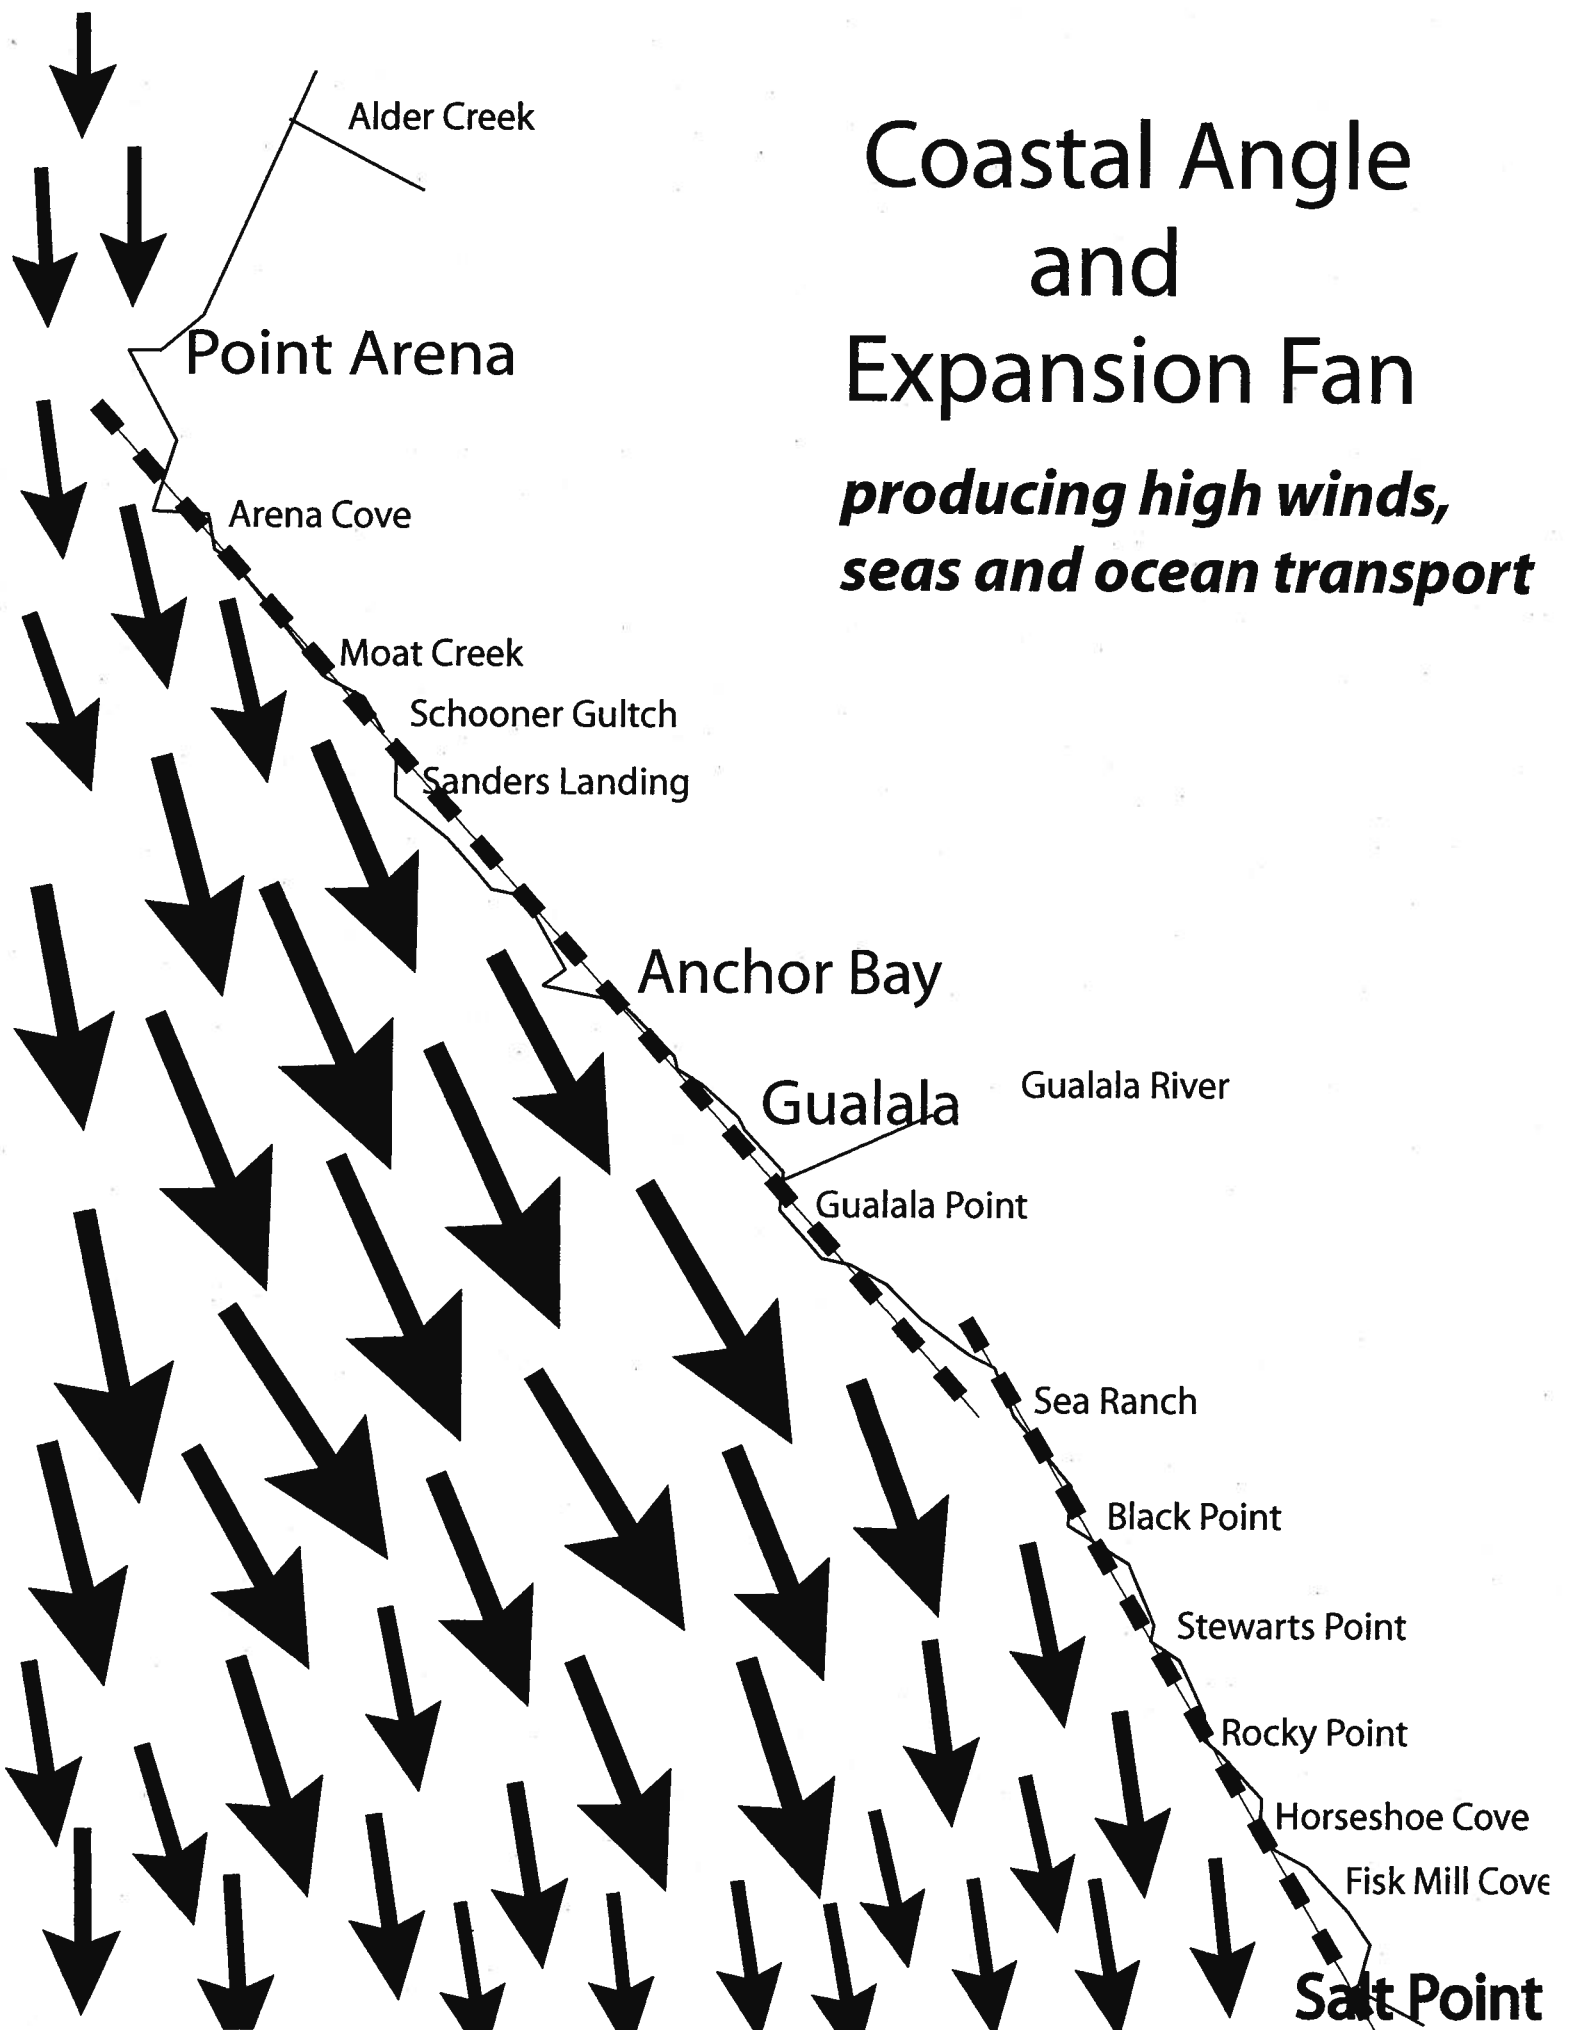 Alder Creek
Coastal Angle
and
Expansion Fan
producing high winds,
seas and ocean transport
Point Arena
Arena Cove
Moat Creek
Schooner Gultch
Sanders Landing
Anchor Bay
Gualala
Gualala River
Gualala Point
Sea Ranch
Black Point
Stewarts Point
Rocky Point
Horseshoe Cove
Fisk Mill Cove
Salt Point